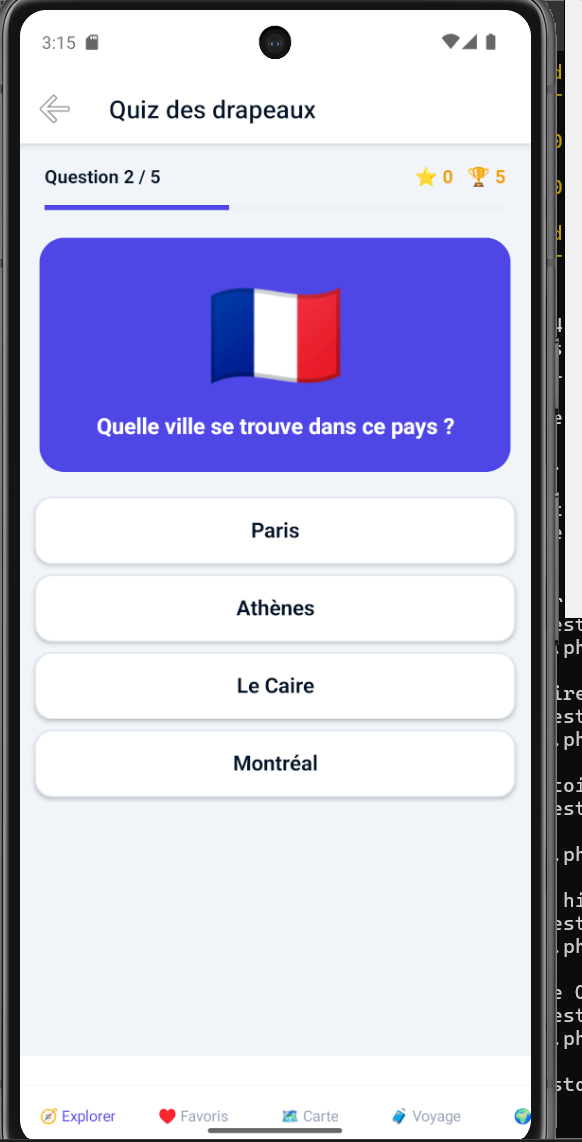 3:15
Quiz des drapeaux
Question 2 / 5
0
5
Quelle ville se trouve dans ce pays ?
Paris
Athènes
Le Caire
Montréal
Explorer
Favoris
Carte
Voyage